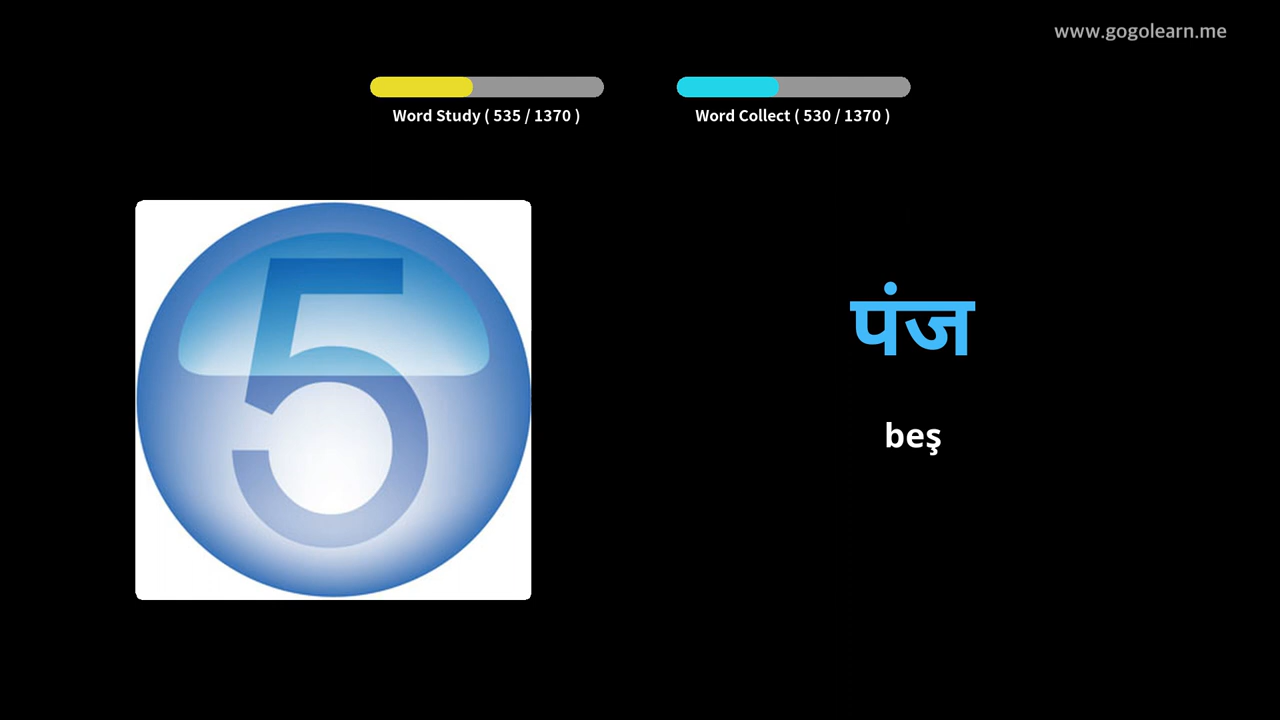 www.gogolearn.me
Word Study ( 535 / 1370 )
Word Collect ( 530 / 1370 )
5
पंज
beş